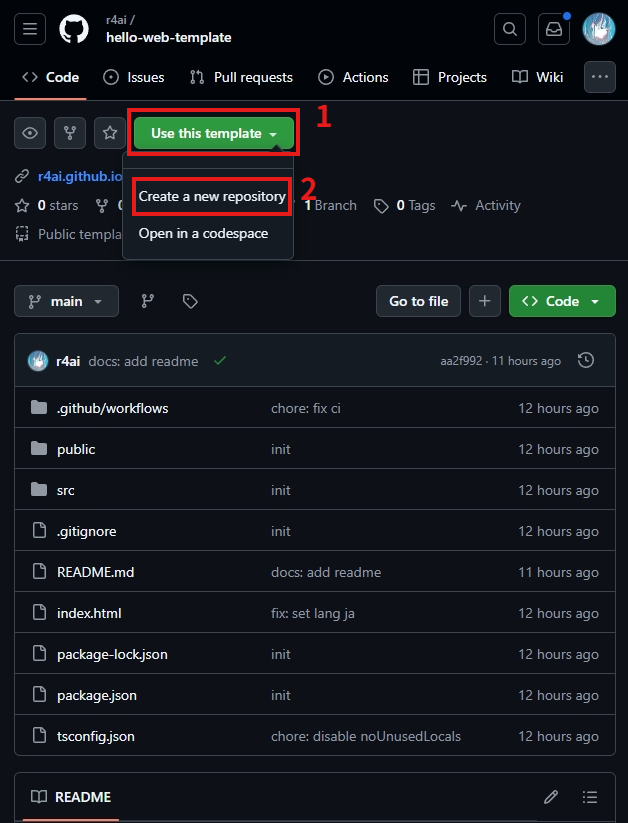 r4ai /
hello-web-template
Code Issues Pull requests Actions Projects Wiki
Use this template 1
r4ai.github.io
Create a new repository 2
0 stars 1 Branch 0 Tags Activity
Open in a codespace
Public
main Go to file Code
r4ai docs: add readme aa2f992 · 11 hours ago
.github/workflows chore: fix ci 12 hours ago
public init 12 hours ago
src init 12 hours ago
.gitignore init 12 hours ago
README.md docs: add readme 11 hours ago
index.html fix: set lang ja 12 hours ago
package-lock.json init 12 hours ago
package.json init 12 hours ago
tsconfig.json chore: disable noUnusedLocals 12 hours ago
README